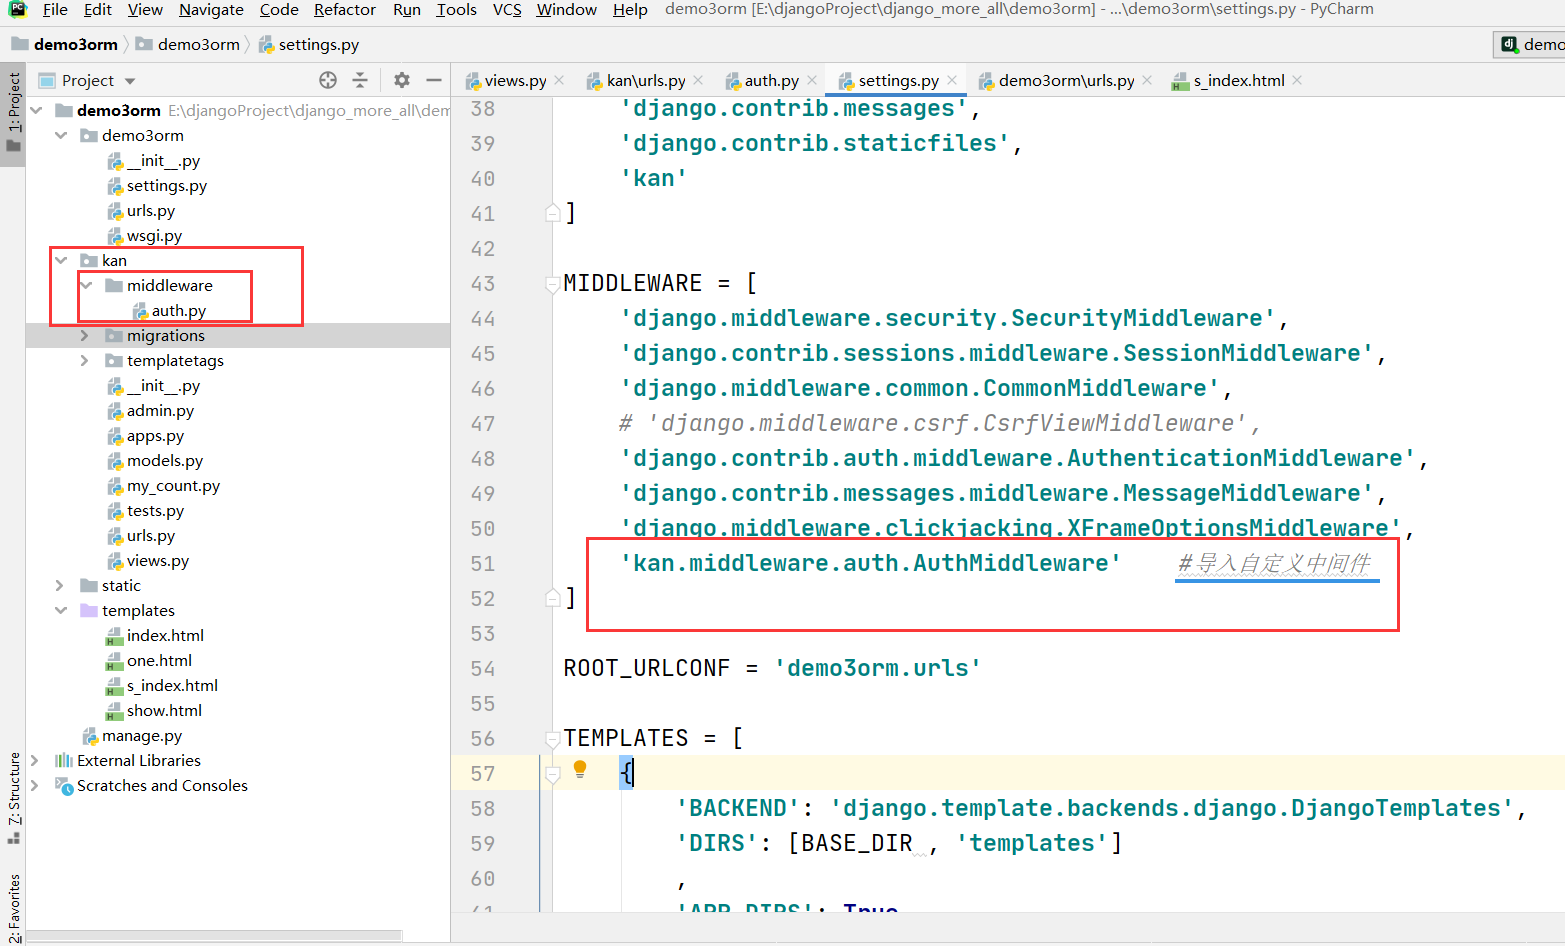 File Edit View Navigate Code Refactor Run Tools VCS Window Help demo3orm [E:\djangoProject\django_more_all\demo3orm] - ...\demo3orm\settings.py - PyCharm
demo3orm demo3orm settings.py
dj demo
Project
views.py kan\urls.py auth.py settings.py demo3orm\urls.py s_index.html
1: Project
7: Structure
2: Favorites
demo3orm E:\djangoProject\django_more_all\dem
demo3orm
__init__.py
settings.py
urls.py
wsgi.py
kan
middleware
auth.py
migrations
templatetags
__init__.py
admin.py
apps.py
models.py
my_count.py
tests.py
urls.py
views.py
static
templates
index.html
one.html
s_index.html
show.html
manage.py
External Libraries
Scratches and Consoles
38 'django.contrib.messages',
39 'django.contrib.staticfiles',
40 'kan'
41 ]
42
43 MIDDLEWARE = [
44 'django.middleware.security.SecurityMiddleware',
45 'django.contrib.sessions.middleware.SessionMiddleware',
46 'django.middleware.common.CommonMiddleware',
47 # 'django.middleware.csrf.CsrfViewMiddleware',
48 'django.contrib.auth.middleware.AuthenticationMiddleware',
49 'django.contrib.messages.middleware.MessageMiddleware',
50 'django.middleware.clickjacking.XFrameOptionsMiddleware',
51 'kan.middleware.auth.AuthMiddleware' #导入自定义中间件
52 ]
53
54 ROOT_URLCONF = 'demo3orm.urls'
55
56 TEMPLATES = [
57 {
58 'BACKEND': 'django.template.backends.django.DjangoTemplates',
59 'DIRS': [BASE_DIR , 'templates']
60 ,
61 'APP_DIRS': True